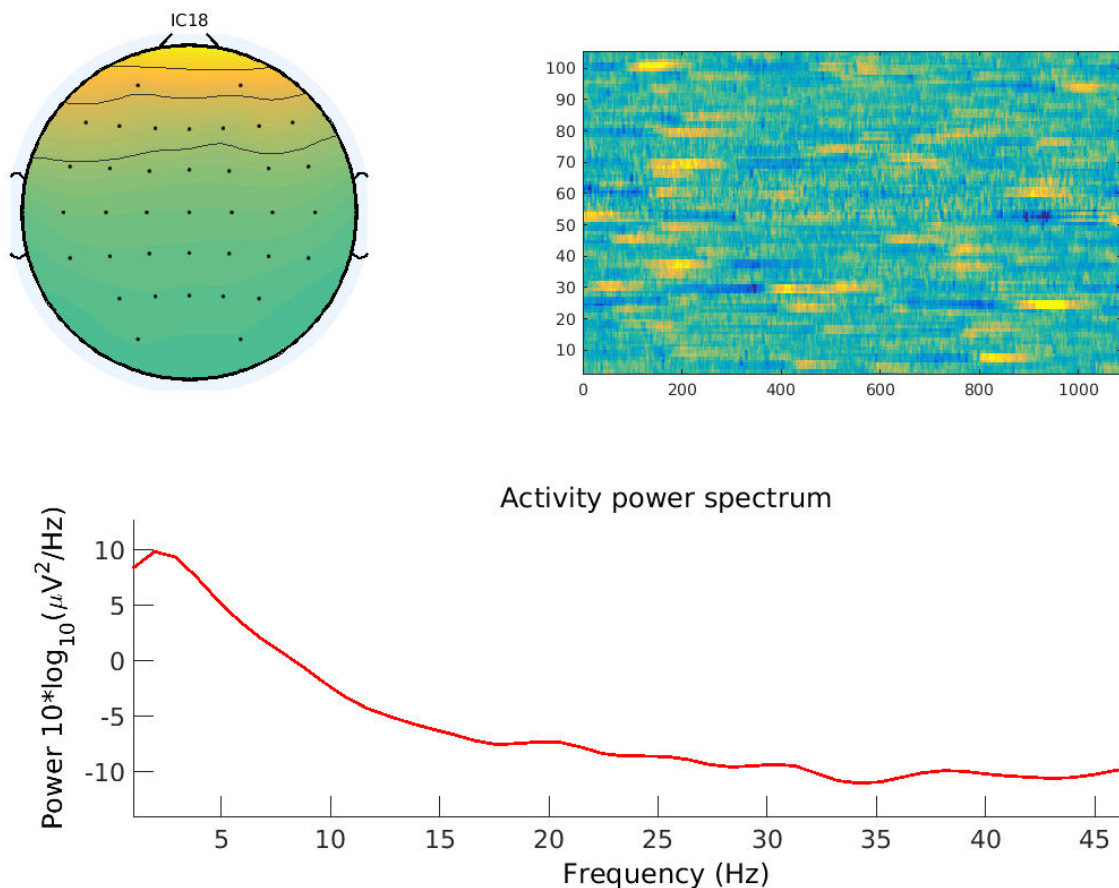 IC18
100
90
80
70
60
50
40
30
20
10
0 200 400 600 800 1000
Activity power spectrum
Power 10*log10(μV2/Hz)
10
5
0
-5
-10
5 10 15 20 25 30 35 40 45
Frequency (Hz)